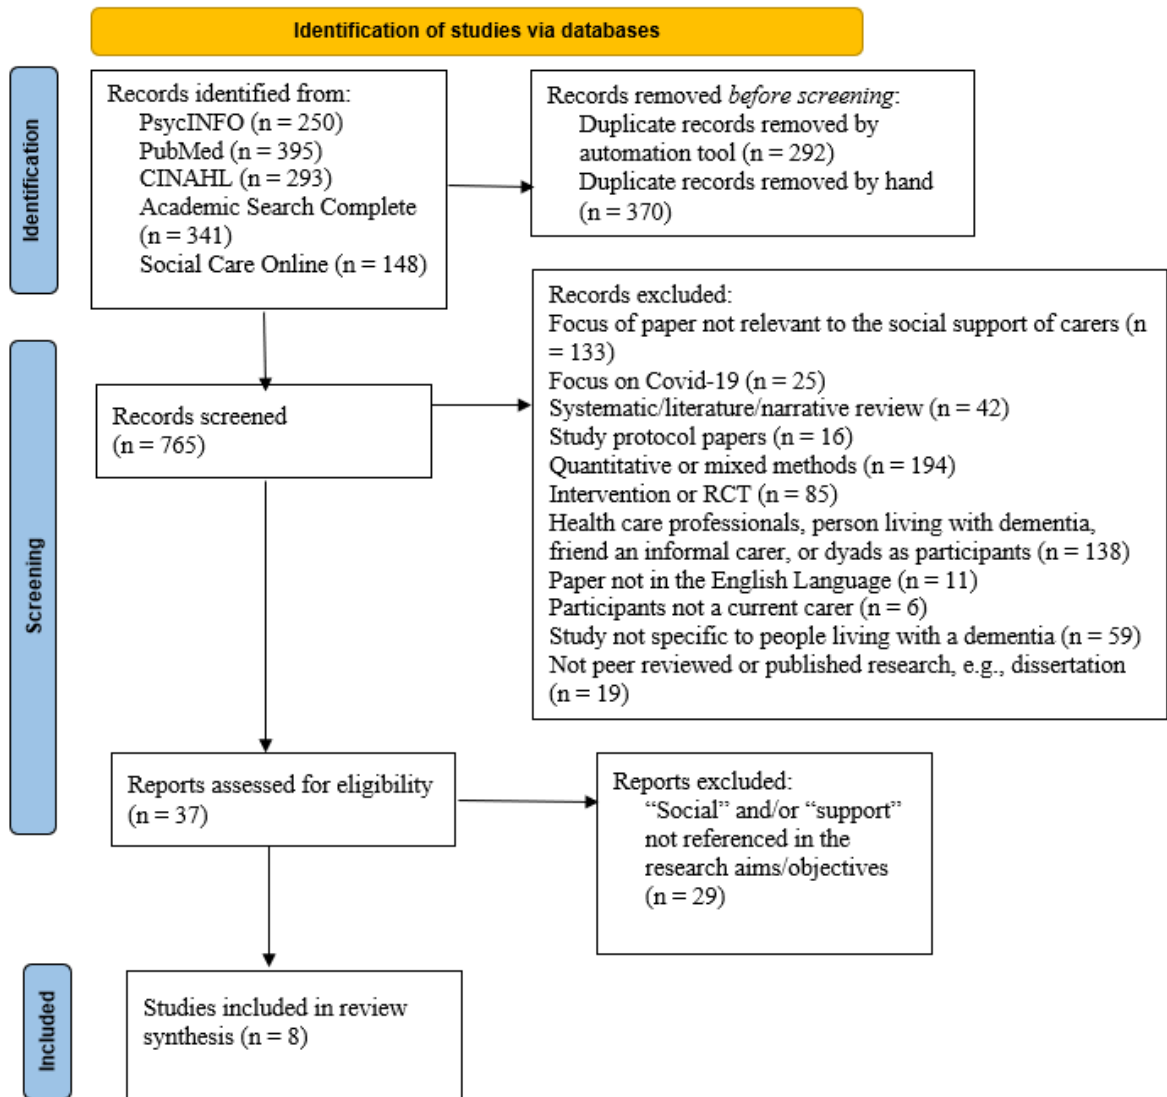 Identification of studies via databases
Identification
Records identified from:
PsycINFO (n = 250)
PubMed (n = 395)
CINAHL (n = 293)
Academic Search Complete
(n = 341)
Social Care Online (n = 148)
Records removed before screening:
Duplicate records removed by
automation tool (n = 292)
Duplicate records removed by hand
(n = 370)
Screening
Records screened
(n = 765)
Records excluded:
Focus of paper not relevant to the social support of carers (n
= 133)
Focus on Covid-19 (n = 25)
Systematic/literature/narrative review (n = 42)
Study protocol papers (n = 16)
Quantitative or mixed methods (n = 194)
Intervention or RCT (n = 85)
Health care professionals, person living with dementia,
friend an informal carer, or dyads as participants (n = 138)
Paper not in the English Language (n = 11)
Participants not a current carer (n = 6)
Study not specific to people living with a dementia (n = 59)
Not peer reviewed or published research, e.g., dissertation
(n = 19)
Reports assessed for eligibility
(n = 37)
Reports excluded:
“Social” and/or “support”
not referenced in the
research aims/objectives
(n = 29)
Included
Studies included in review
synthesis (n = 8)